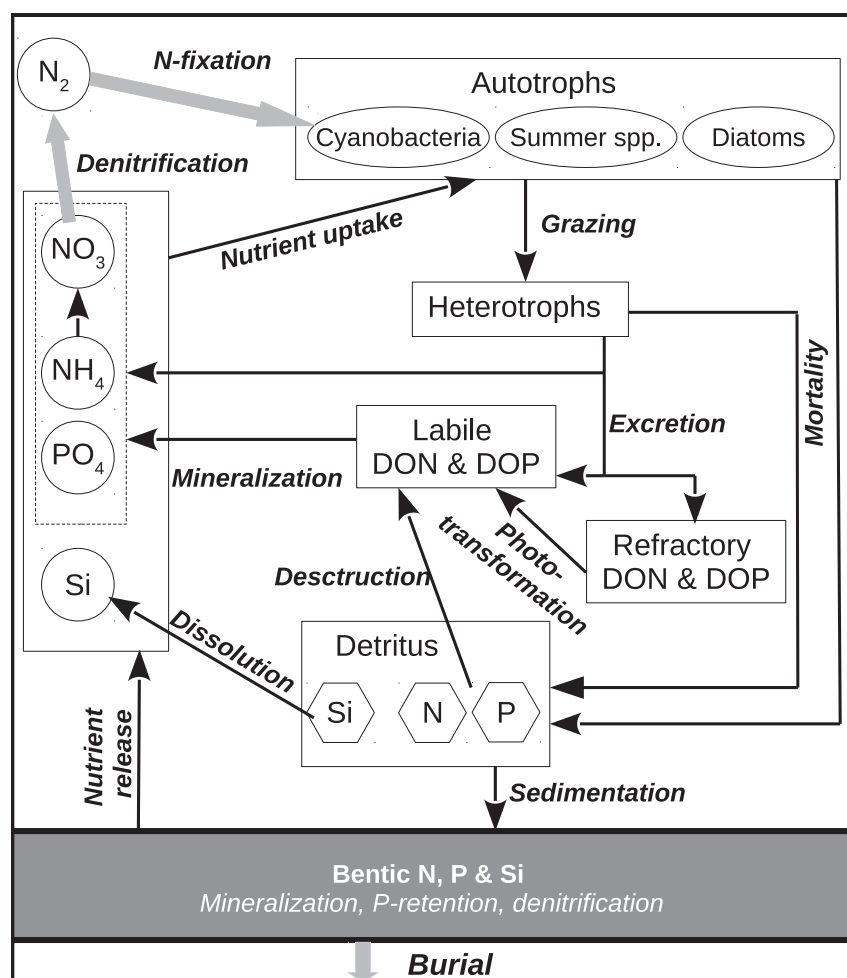 N2
N-fixation
Autotrophs
Cyanobacteria
Summer spp.
Diatoms
Denitrification
NO3
Nutrient uptake
Grazing
Heterotrophs
NH4
Mortality
Labile
DON & DOP
Excretion
PO4
Mineralization
Photo-
transformation
Refractory
DON & DOP
Si
Desctruction
Dissolution
Detritus
Si
N
P
Nutrient
release
Sedimentation
Bentic N, P & Si
Mineralization, P-retention, denitrification
Burial